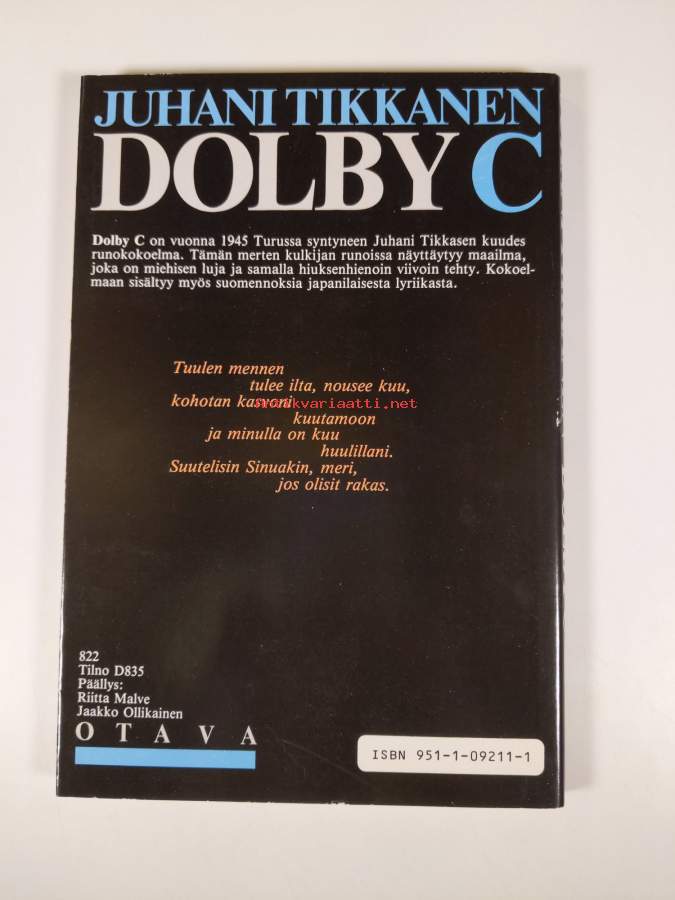 JUHANI TIKKANEN
DOLBY C
Dolby C on vuonna 1945 Turussa syntyneen Juhani Tikkasen kuudes
runokokoelma. Tämän merten kulkijan runoissa näyttäytyy maailma,
joka on miehisen luja ja samalla hiuksenhienoin viivoin tehty. Kokoel-
maan sisältyy myös suomennoksia japanilaisesta lyriikasta.
Tuulen mennen
tulee ilta, nousee kuu,
kohotan kasvoni
kuutamoon
ja minulla on kuu
huulillani.
Suutelisin Sinuakin, meri,
jos olisit rakas.
822
Tilno D835
Päällys:
Riitta Malve
Jaakko Ollikainen
OTAVA
ISBN 951-1-09211-1